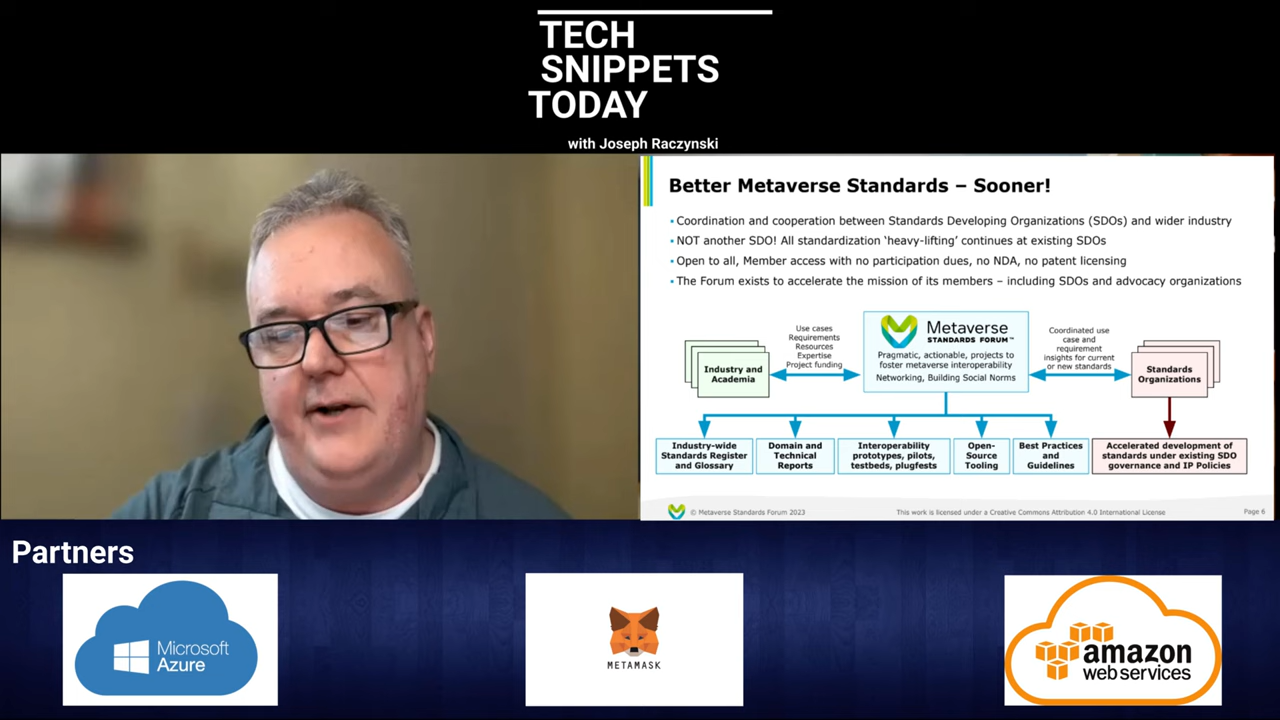 TECH
SNIPPETS
TODAY
with Joseph Raczynski
Better Metaverse Standards – Sooner!
▪ Coordination and cooperation between Standards Developing Organizations (SDOs) and wider industry
▪ NOT another SDO! All standardization ‘heavy-lifting’ continues at existing SDOs
▪ Open to all, Member access with no participation dues, no NDA, no patent licensing
▪ The Forum exists to accelerate the mission of its members – including SDOs and advocacy organizations
Industry and
Academia
Use cases
Requirements
Resources
Expertise
Project funding
Metaverse
STANDARDS FORUM™
Pragmatic, actionable, projects to
foster metaverse interoperability
Networking, Building Social Norms
Coordinated use
case and
requirement
insights for current
or new standards
Standards
Organizations
Industry-wide
Standards Register
and Glossary
Domain and
Technical
Reports
Interoperability
prototypes, pilots,
testbeds, plugfests
Open-
Source
Tooling
Best Practices
and
Guidelines
Accelerated development of
standards under existing SDO
governance and IP Policies
© Metaverse Standards Forum 2023
This work is licensed under a Creative Commons Attribution 4.0 International License
Page 6
Partners
Microsoft
Azure
METAMASK
amazon
web services